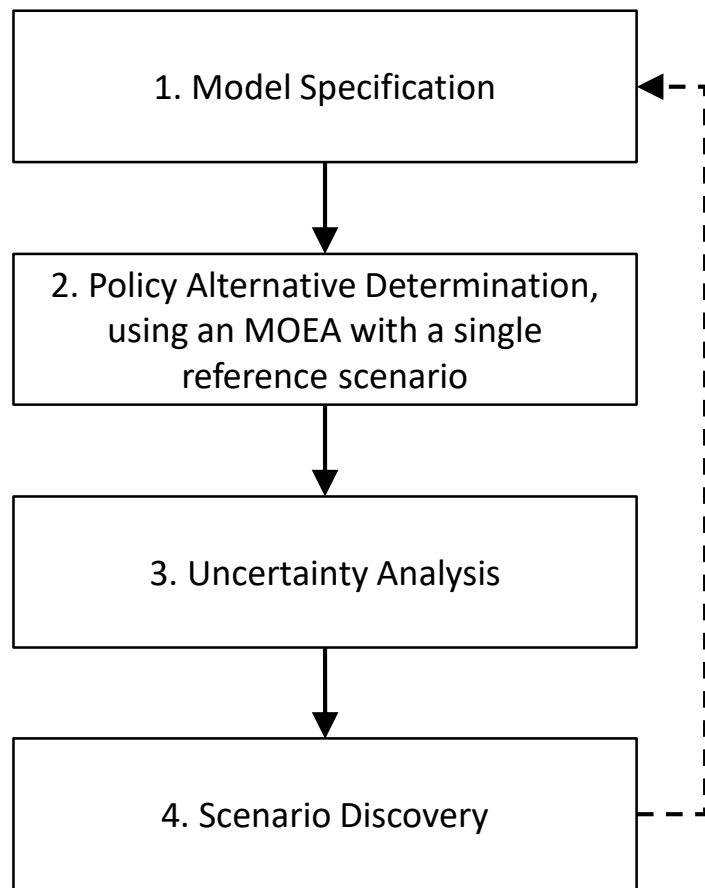 1. Model Specification
2. Policy Alternative Determination,
using an MOEA with a single
reference scenario
3. Uncertainty Analysis
4. Scenario Discovery